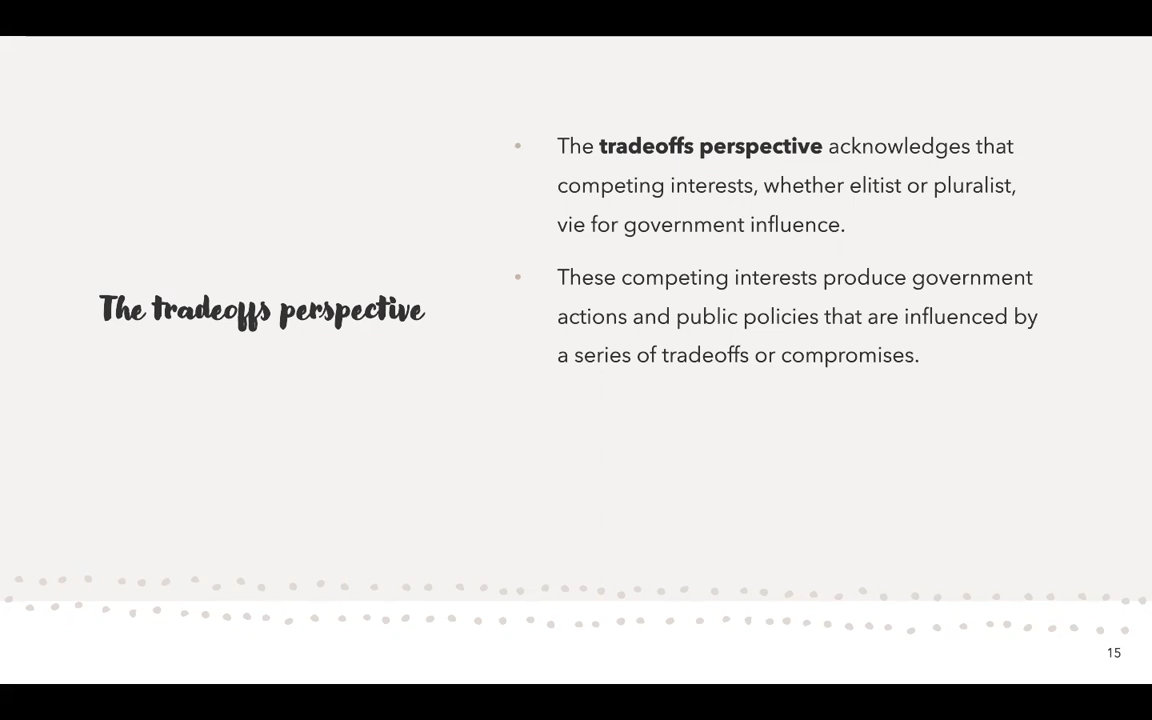 The tradeoffs perspective
• The tradeoffs perspective acknowledges that
competing interests, whether elitist or pluralist,
vie for government influence.
• These competing interests produce government
actions and public policies that are influenced by
a series of tradeoffs or compromises.
15